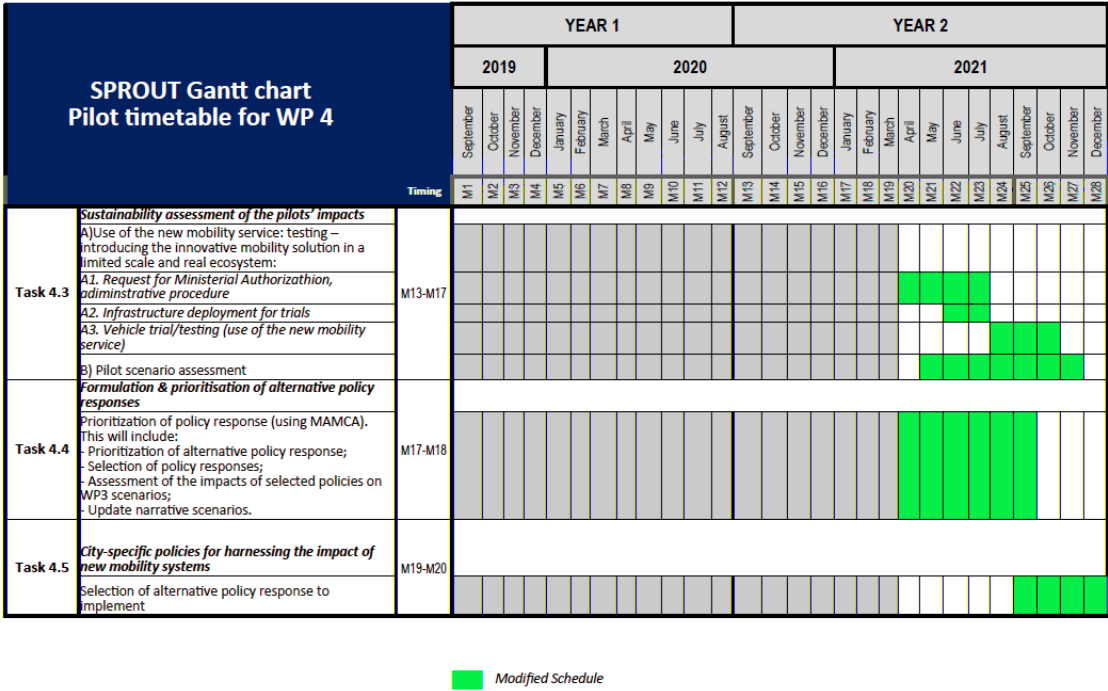 SPROUT Gantt chart
Pilot timetable for WP 4
Timing
YEAR 1
YEAR 2
2019
2020
2021
September
October
November
December
January
February
March
April
May
June
July
August
September
October
November
December
January
February
March
April
May
June
July
August
September
October
November
December
M1
M2
M3
M4
M5
M6
M7
M8
M9
M10
M11
M12
M13
M14
M15
M16
M17
M18
M19
M20
M21
M22
M23
M24
M25
M26
M27
M28
Task 4.3
Sustainability assessment of the pilots' impacts
A)Use of the new mobility service: testing –
introducing the innovative mobility solution in a
limited scale and real ecosystem:
A1. Request for Ministerial Authorizathion,
adiminstrative procedure
A2. Infrastructure deployment for trials
A3. Vehicle trial/testing (use of the new mobility
service)
B) Pilot scenario assessment
M13-M17
Task 4.4
Formulation & prioritisation of alternative policy
responses
Prioritization of policy response (using MAMCA).
This will include:
- Prioritization of alternative policy response;
- Selection of policy responses;
- Assessment of the impacts of selected policies on
WP3 scenarios;
- Update narrative scenarios.
M17-M18
Task 4.5
City-specific policies for harnessing the impact of
new mobility systems
Selection of alternative policy response to
implement
M19-M20
Modified Schedule